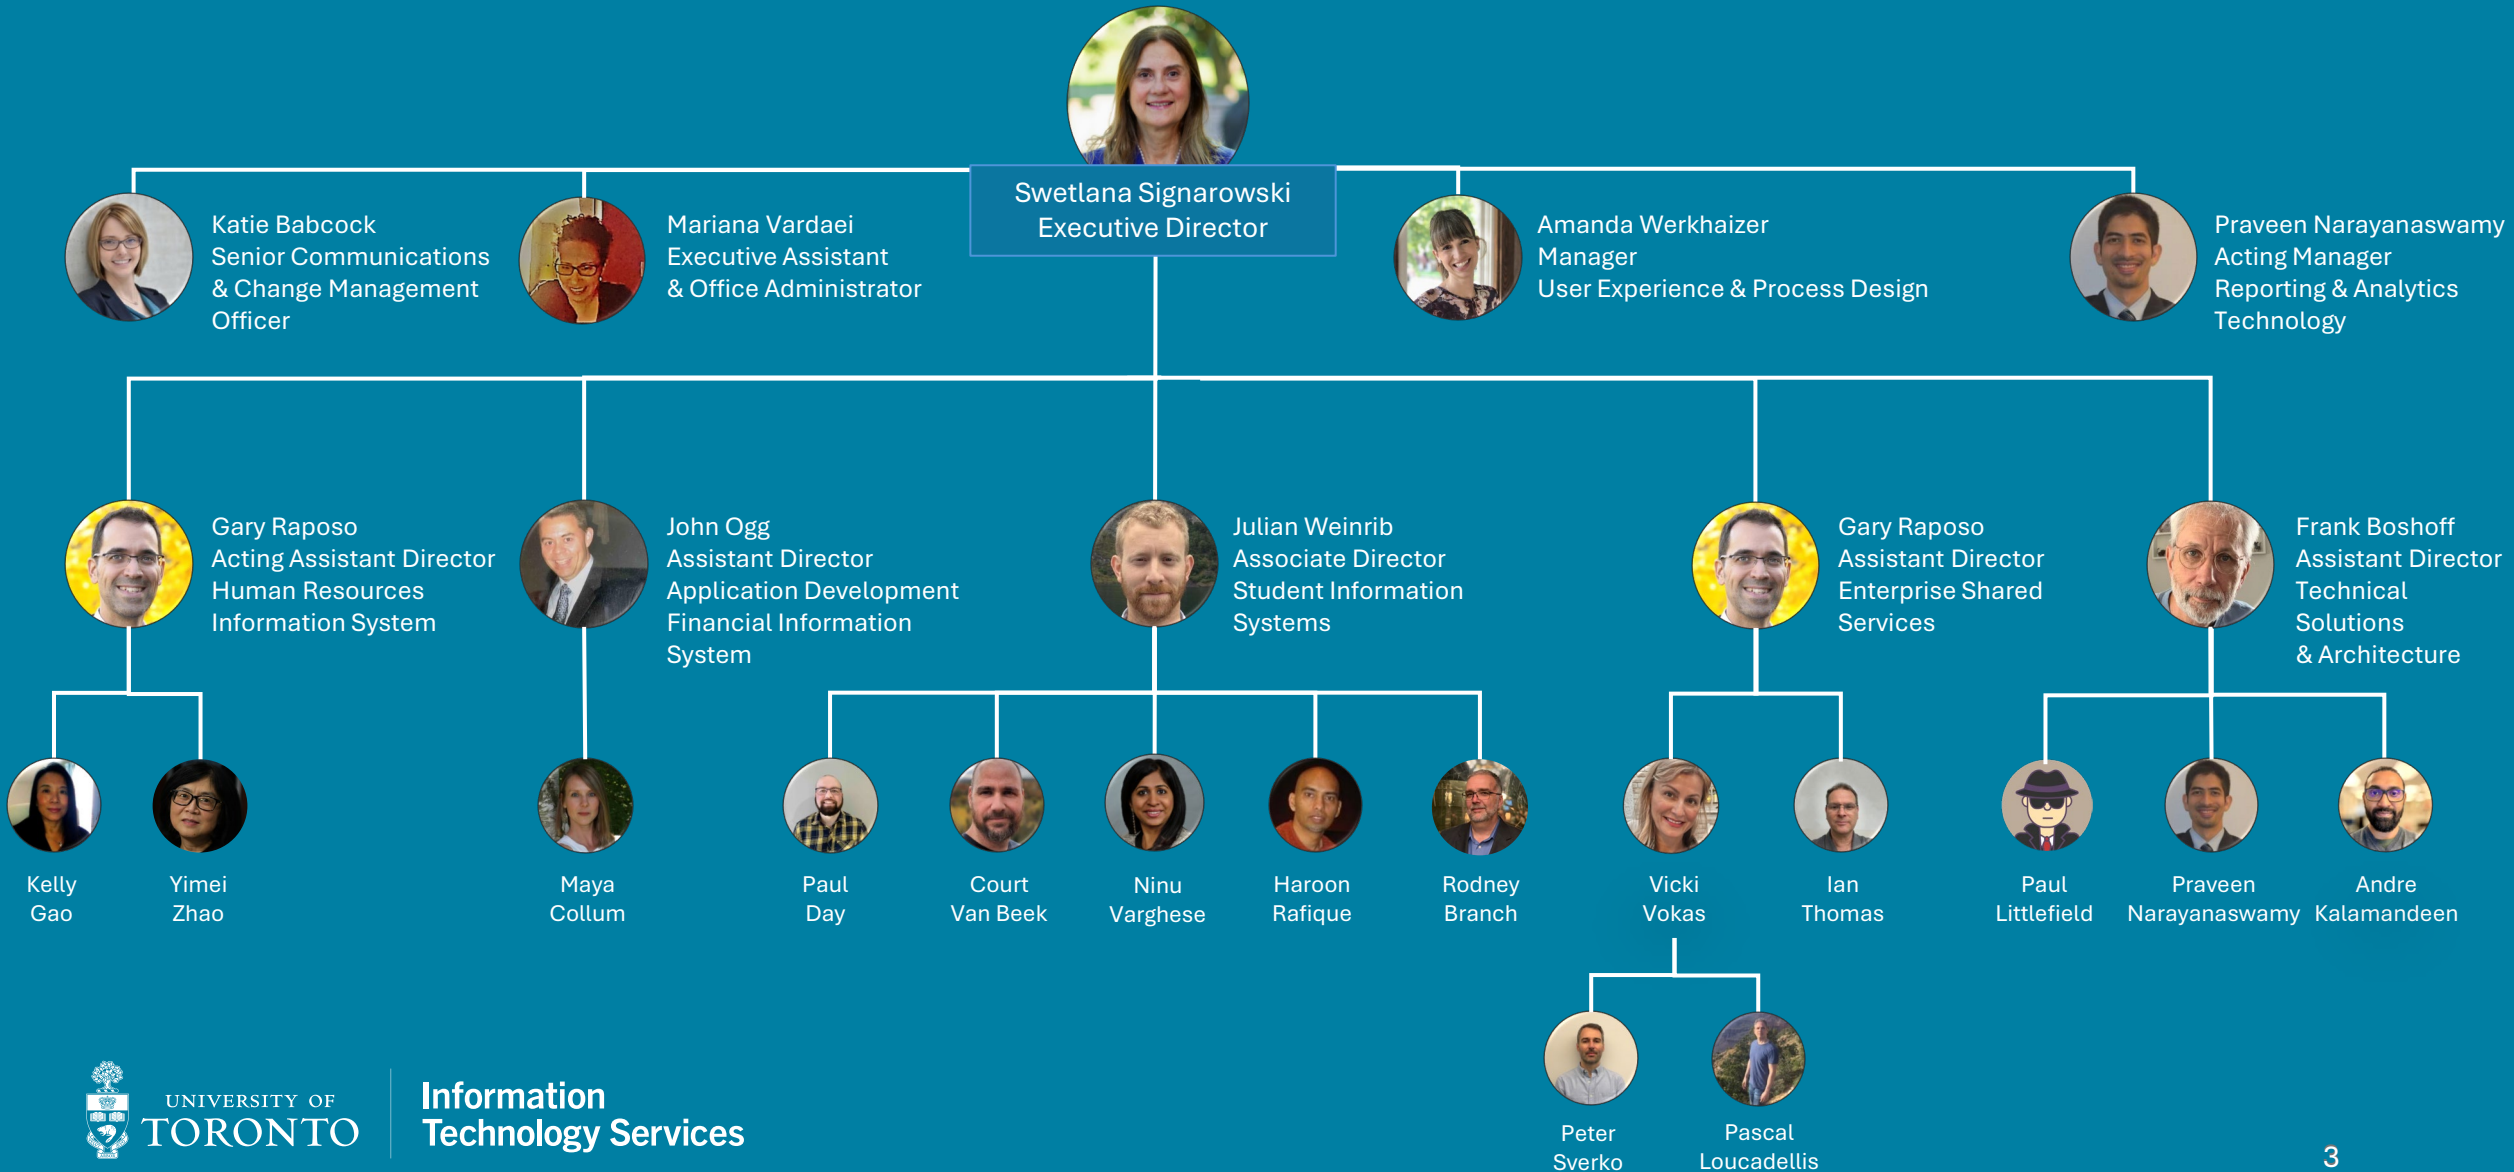 Swetlana Signarowski
Executive Director
Katie Babcock
Senior Communications
& Change Management
Officer
Mariana Vardaei
Executive Assistant
& Office Administrator
Amanda Werkhaizer
Manager
User Experience & Process Design
Praveen Narayanaswamy
Acting Manager
Reporting & Analytics
Technology
Gary Raposo
Acting Assistant Director
Human Resources
Information System
John Ogg
Assistant Director
Application Development
Financial Information
System
Julian Weinrib
Associate Director
Student Information
Systems
Gary Raposo
Assistant Director
Enterprise Shared
Services
Frank Boshoff
Assistant Director
Technical
Solutions
& Architecture
Kelly
Gao
Yimei
Zhao
Maya
Collum
Paul
Day
Court
Van Beek
Ninu
Varghese
Haroon
Rafique
Rodney
Branch
Vicki
Vokas
Ian
Thomas
Paul
Littlefield
Praveen
Narayanaswamy
Andre
Kalamandeen
Peter
Sverko
Pascal
Loucadellis
UNIVERSITY OF
TORONTO
Information
Technology Services
3